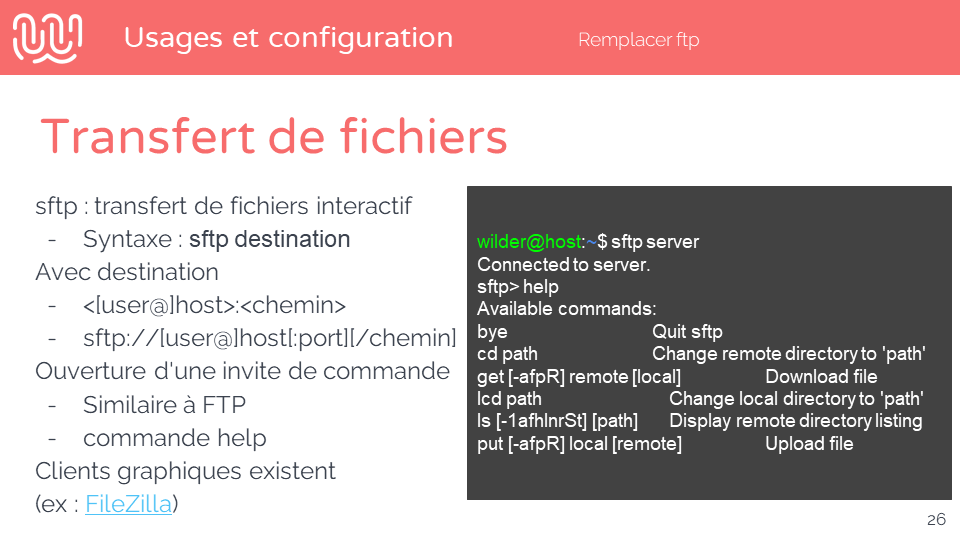 Usages et configuration
Remplacer ftp
Transfert de fichiers
sftp : transfert de fichiers interactif
- Syntaxe : sftp destination
Avec destination
- <[user@]host>:<chemin>
- sftp://[user@]host[:port][/chemin]
Ouverture d'une invite de commande
- Similaire à FTP
- commande help
Clients graphiques existent
(ex : FileZilla)
wilder@host:~$ sftp server
Connected to server.
sftp> help
Available commands:
bye Quit sftp
cd path Change remote directory to 'path'
get [-afpR] remote [local] Download file
lcd path Change local directory to 'path'
ls [-1afhlnrSt] [path] Display remote directory listing
put [-afpR] local [remote] Upload file
26